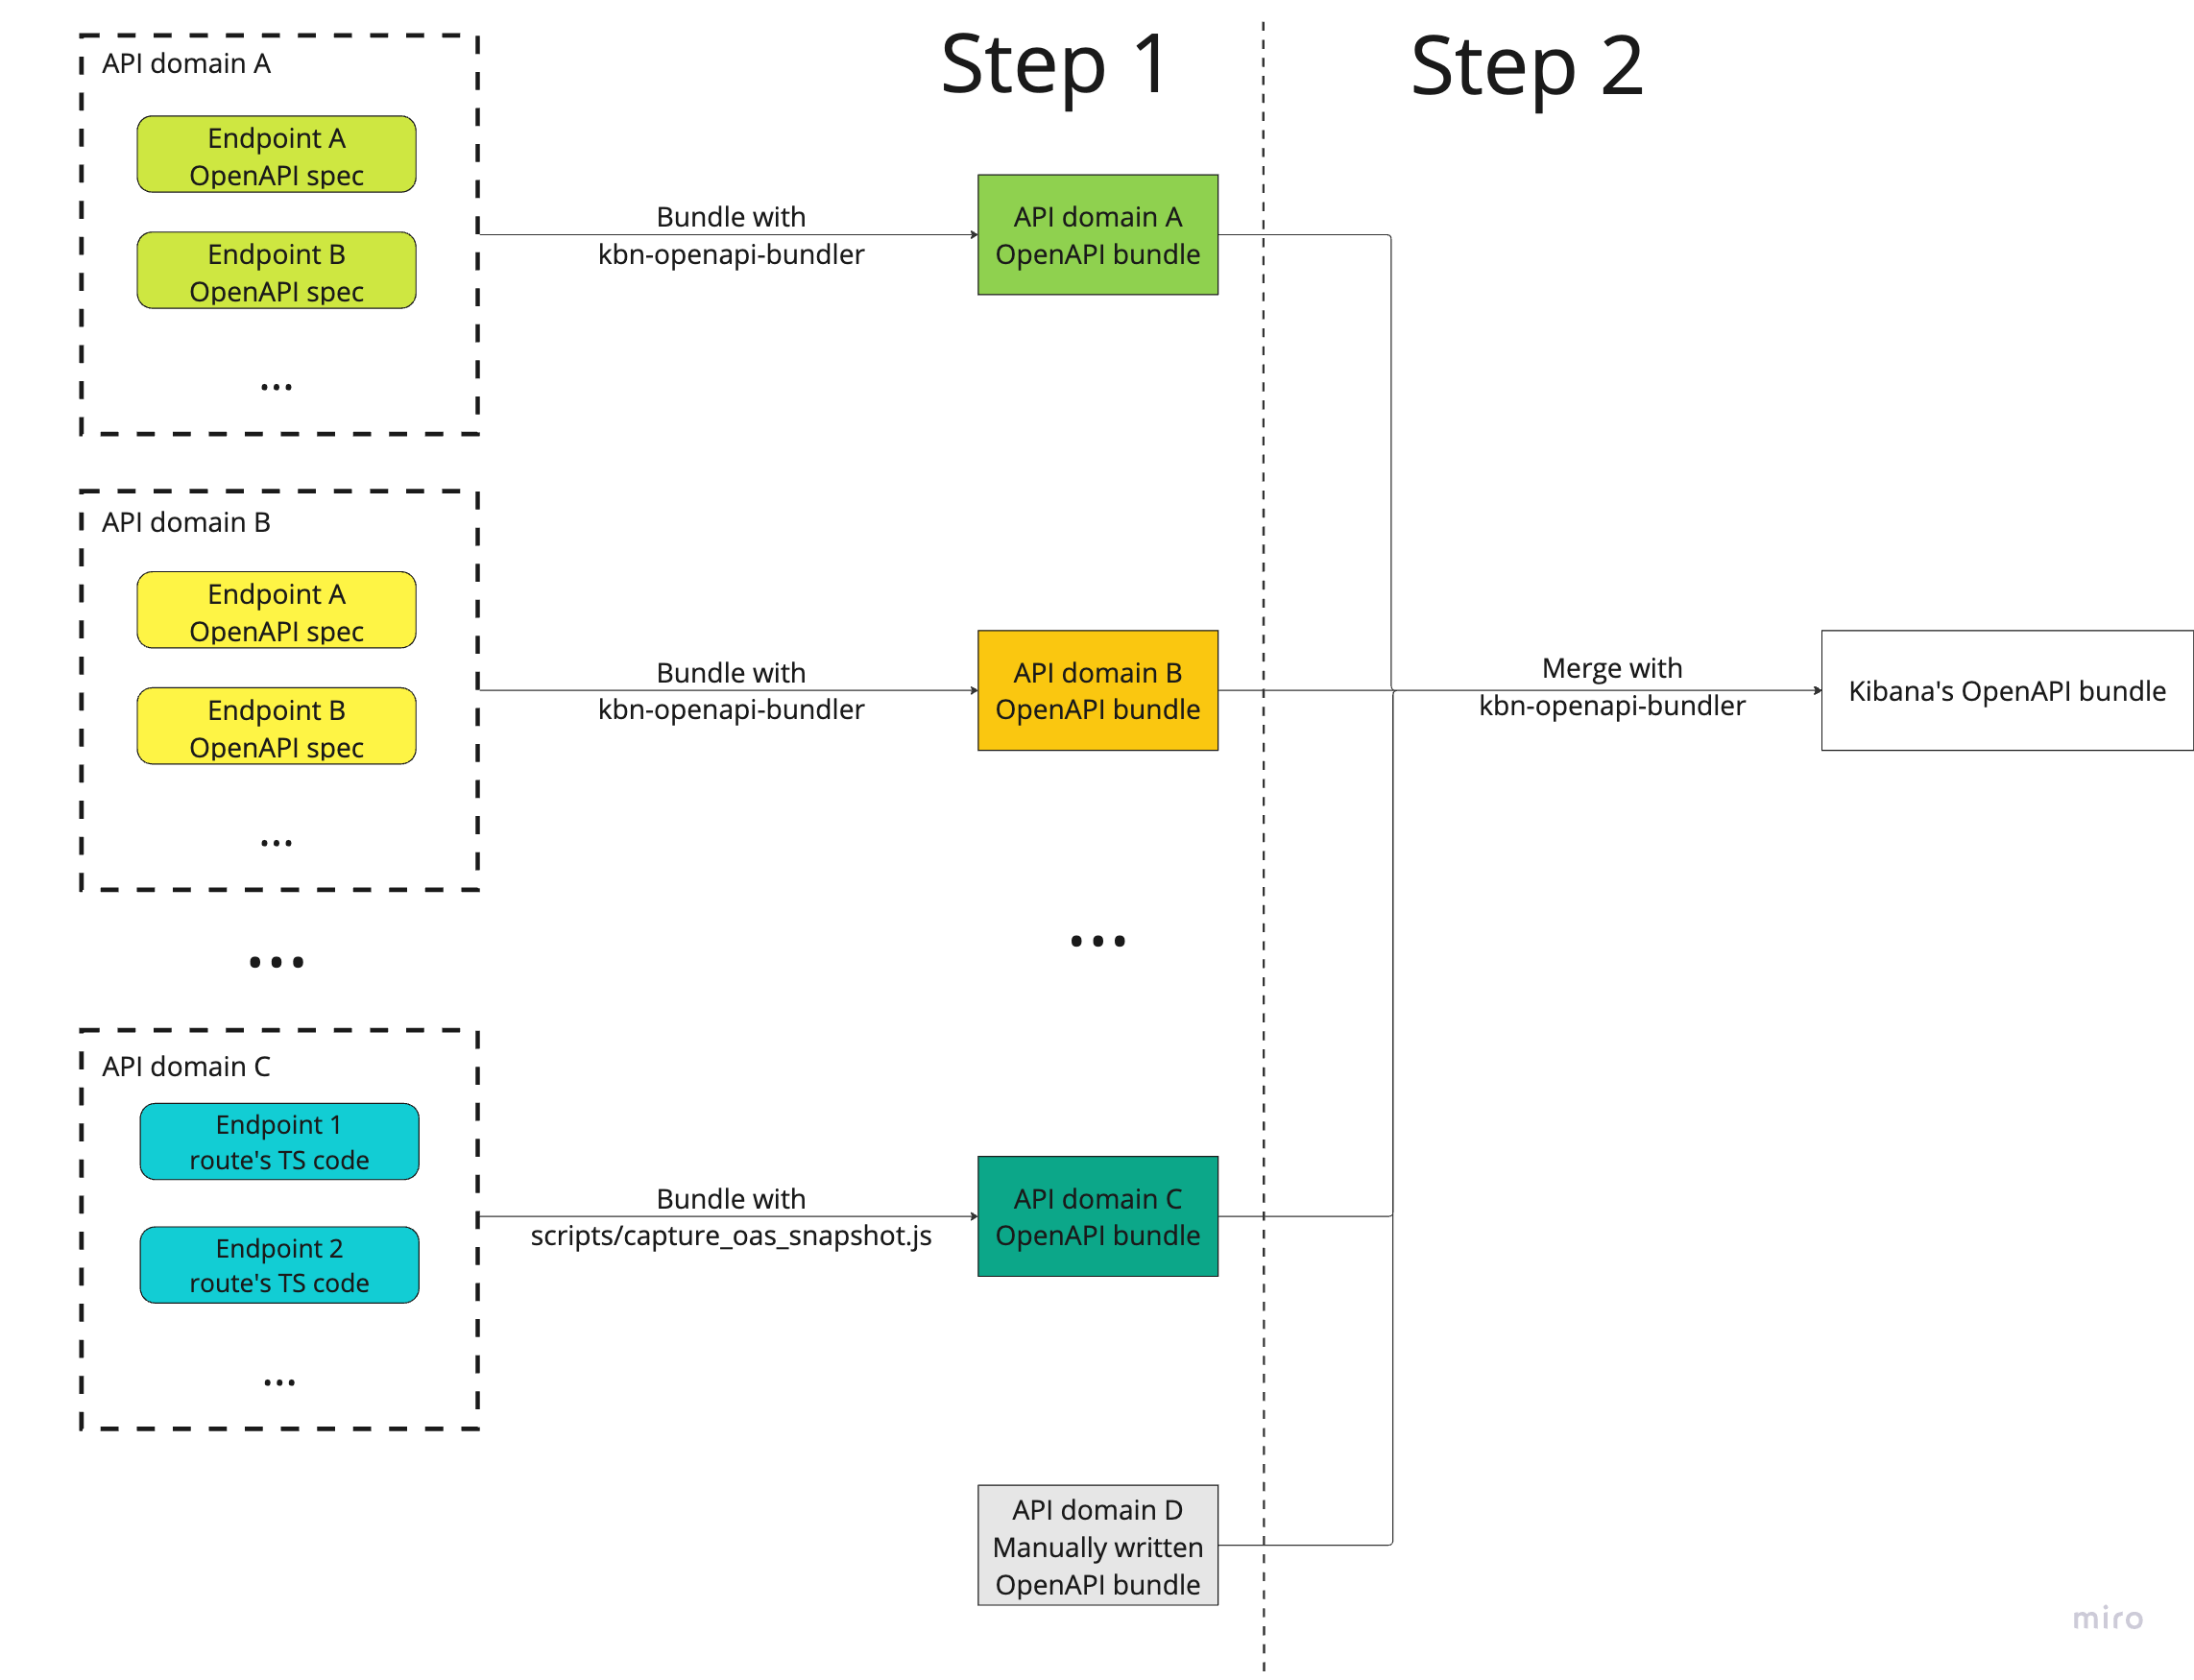 Step 1
Step 2
API domain A
Endpoint A
OpenAPI spec
Endpoint B
OpenAPI spec
...
Bundle with
kbn-openapi-bundler
API domain A
OpenAPI bundle
API domain B
Endpoint A
OpenAPI spec
Endpoint B
OpenAPI spec
...
Bundle with
kbn-openapi-bundler
API domain B
OpenAPI bundle
Merge with
kbn-openapi-bundler
Kibana's OpenAPI bundle
...
...
API domain C
Endpoint 1
route's TS code
Endpoint 2
route's TS code
...
Bundle with
scripts/capture_oas_snapshot.js
API domain C
OpenAPI bundle
API domain D
Manually written
OpenAPI bundle
miro